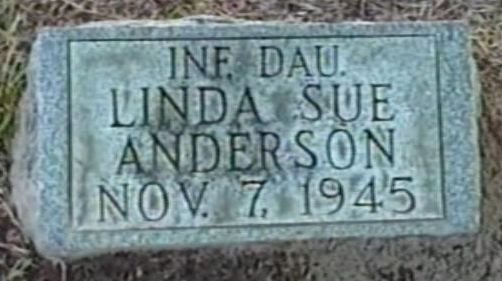 INF. DAU.
LINDA SUE
ANDERSON
NOV. 7, 1945